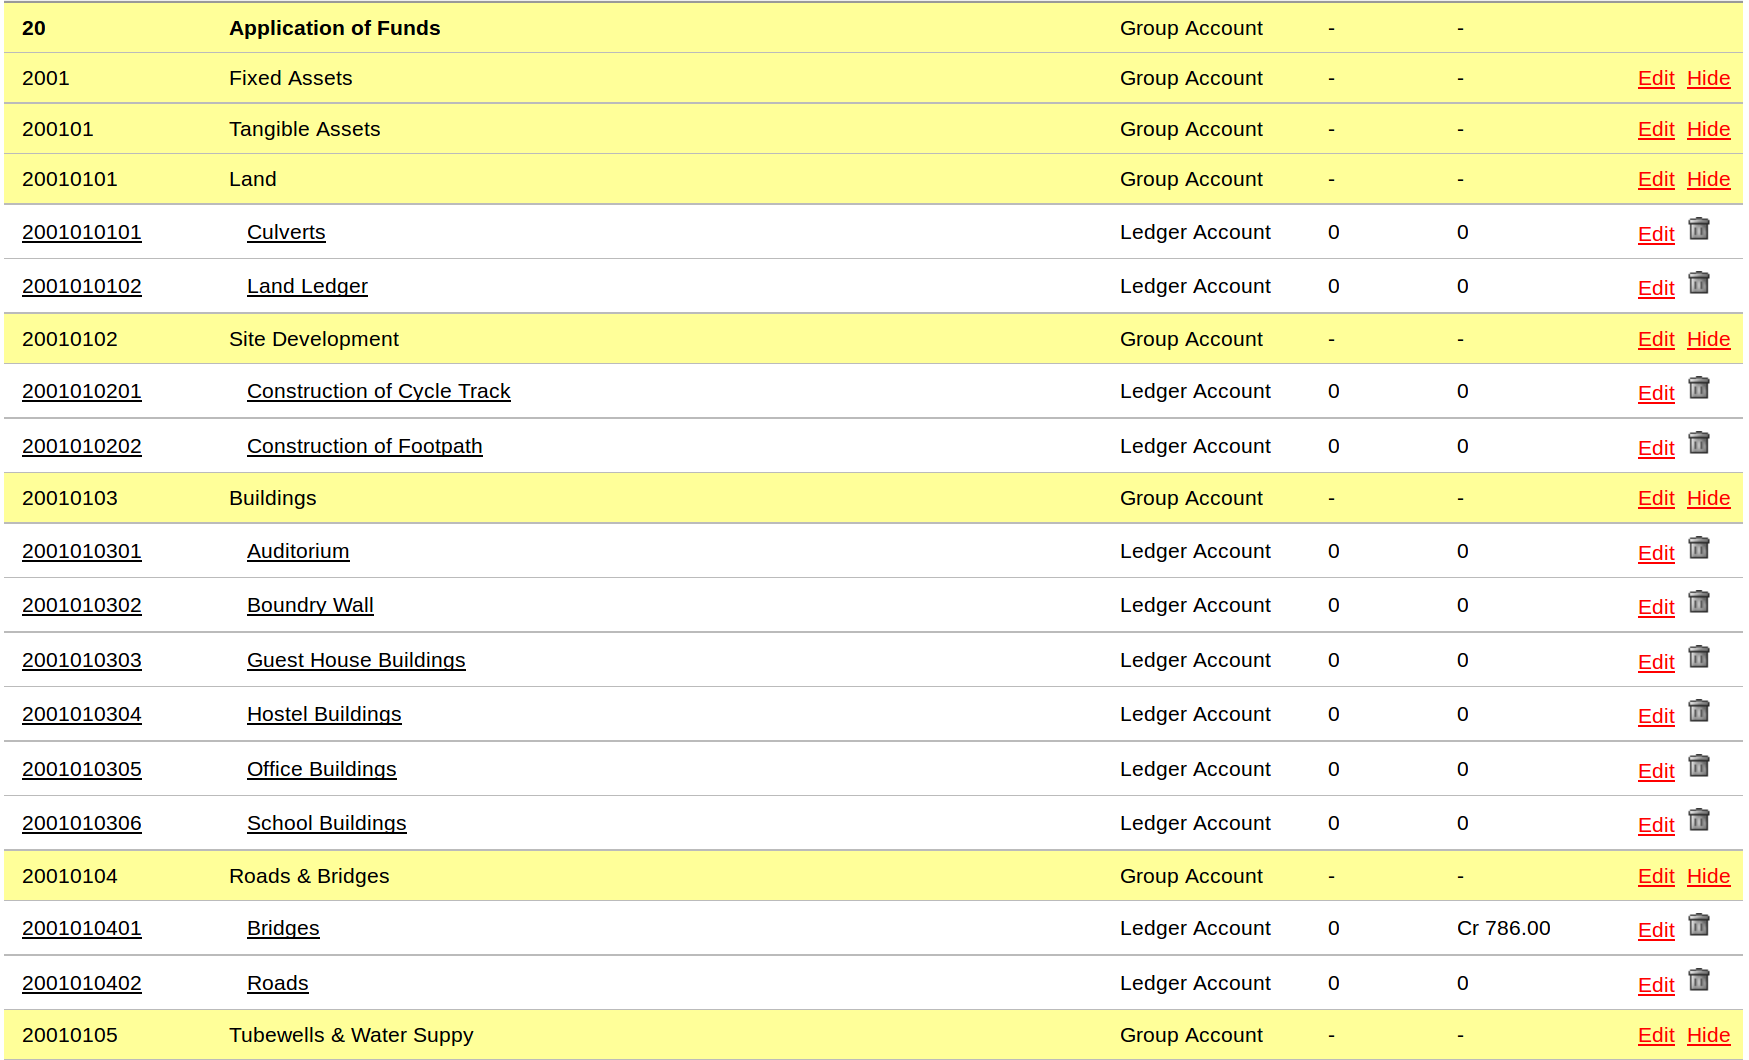 20 Application of Funds Group Account - -
2001 Fixed Assets Group Account - - Edit Hide
200101 Tangible Assets Group Account - - Edit Hide
20010101 Land Group Account - - Edit Hide
2001010101 Culverts Ledger Account 0 0 Edit
2001010102 Land Ledger Ledger Account 0 0 Edit
20010102 Site Development Group Account - - Edit Hide
2001010201 Construction of Cycle Track Ledger Account 0 0 Edit
2001010202 Construction of Footpath Ledger Account 0 0 Edit
20010103 Buildings Group Account - - Edit Hide
2001010301 Auditorium Ledger Account 0 0 Edit
2001010302 Boundry Wall Ledger Account 0 0 Edit
2001010303 Guest House Buildings Ledger Account 0 0 Edit
2001010304 Hostel Buildings Ledger Account 0 0 Edit
2001010305 Office Buildings Ledger Account 0 0 Edit
2001010306 School Buildings Ledger Account 0 0 Edit
20010104 Roads & Bridges Group Account - - Edit Hide
2001010401 Bridges Ledger Account 0 Cr 786.00 Edit
2001010402 Roads Ledger Account 0 0 Edit
20010105 Tubewells & Water Suppy Group Account - - Edit Hide